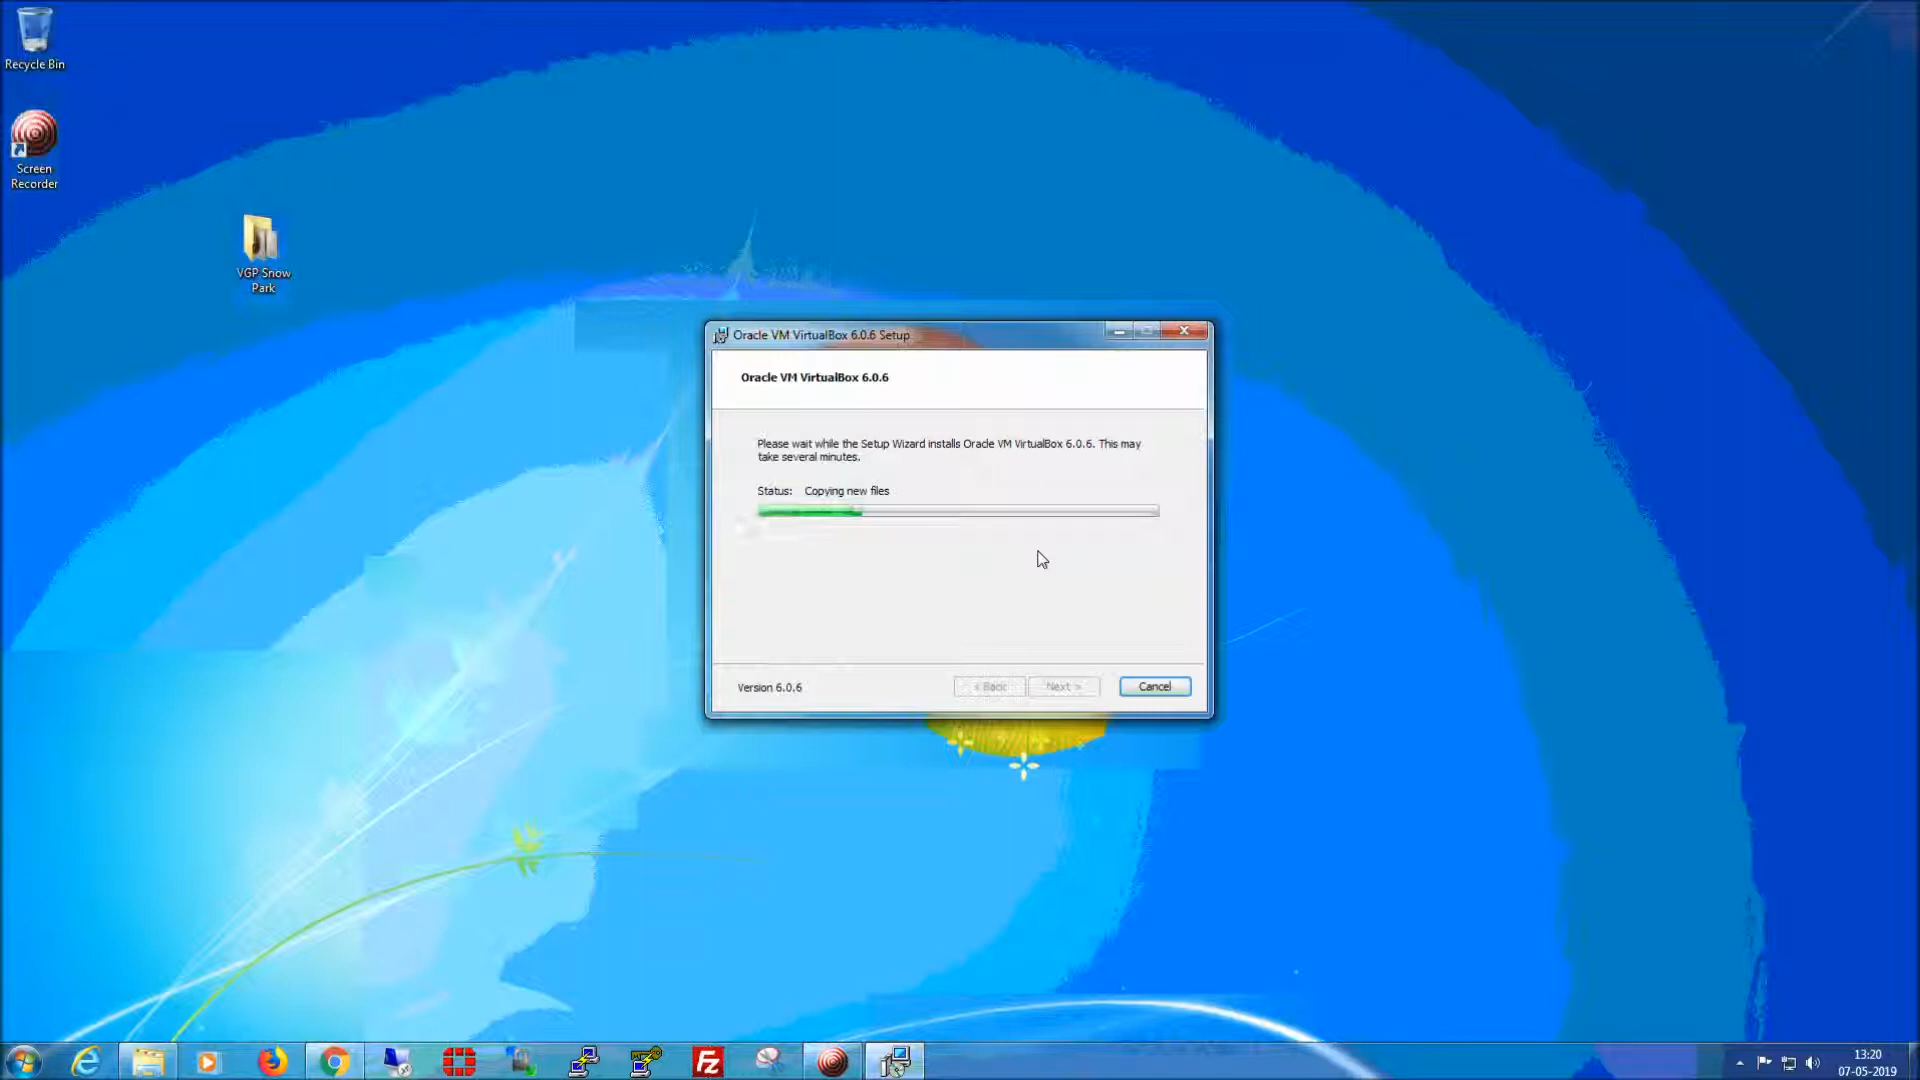 Recycle Bin
Screen
Recorder
VGP Snow
Park
Oracle VM VirtualBox 6.0.6 Setup
Oracle VM VirtualBox 6.0.6
Please wait while the Setup Wizard installs Oracle VM VirtualBox 6.0.6. This may
take several minutes.
Status: Copying new files
Version 6.0.6
< Back
Next >
Cancel
FZ
13:20
07-05-2019